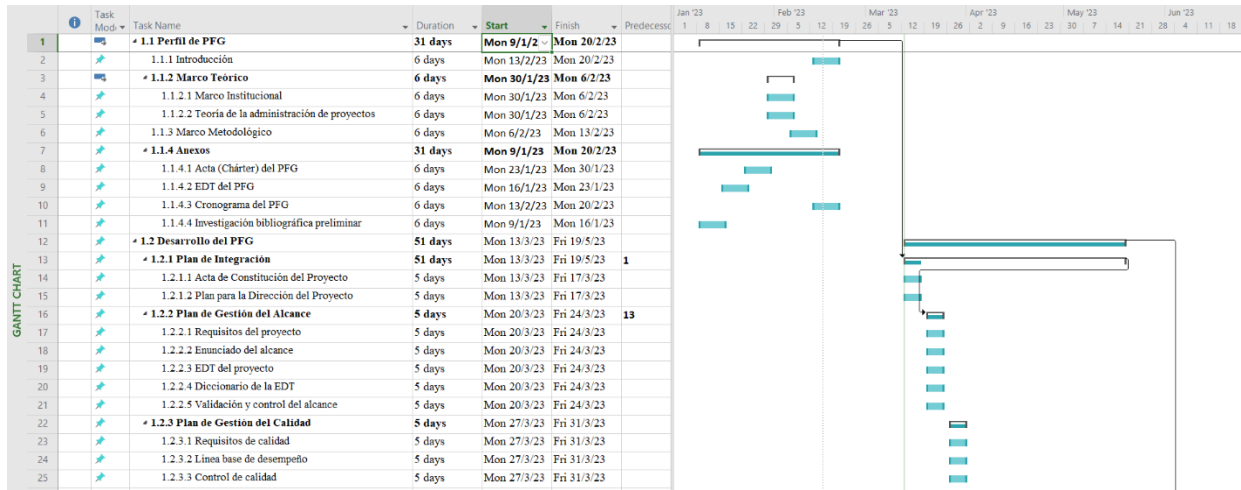 Jan '23 Feb '23 Mar '23 Apr '23 May '23 Jun '23
Task Mode Task Name Duration Start Finish Predecesso 1 8 15 22 29 5 12 19 26 5 12 19 26 2 9 16 23 30 7 14 21 28 4 11 18
1 1.1 Perfil de PFG 31 days Mon 9/1/2 Mon 20/2/23
2 1.1.1 Introducción 6 days Mon 13/2/23 Mon 20/2/23
3 1.1.2 Marco Teórico 6 days Mon 30/1/23 Mon 6/2/23
4 1.1.2.1 Marco Institucional 6 days Mon 30/1/23 Mon 6/2/23
5 1.1.2.2 Teoría de la administración de proyectos 6 days Mon 30/1/23 Mon 6/2/23
6 1.1.3 Marco Metodológico 6 days Mon 6/2/23 Mon 13/2/23
7 1.1.4 Anexos 31 days Mon 9/1/23 Mon 20/2/23
8 1.1.4.1 Acta (Chárter) del PFG 6 days Mon 23/1/23 Mon 30/1/23
9 1.1.4.2 EDT del PFG 6 days Mon 16/1/23 Mon 23/1/23
10 1.1.4.3 Cronograma del PFG 6 days Mon 13/2/23 Mon 20/2/23
11 1.1.4.4 Investigación bibliográfica preliminar 6 days Mon 9/1/23 Mon 16/1/23
12 1.2 Desarrollo del PFG 51 days Mon 13/3/23 Fri 19/5/23
13 1.2.1 Plan de Integración 51 days Mon 13/3/23 Fri 19/5/23 1
14 1.2.1.1 Acta de Constitución del Proyecto 5 days Mon 13/3/23 Fri 17/3/23
15 1.2.1.2 Plan para la Dirección del Proyecto 5 days Mon 13/3/23 Fri 17/3/23
16 1.2.2 Plan de Gestión del Alcance 5 days Mon 20/3/23 Fri 24/3/23 13
17 1.2.2.1 Requisitos del proyecto 5 days Mon 20/3/23 Fri 24/3/23
18 1.2.2.2 Enunciado del alcance 5 days Mon 20/3/23 Fri 24/3/23
19 1.2.2.3 EDT del proyecto 5 days Mon 20/3/23 Fri 24/3/23
20 1.2.2.4 Diccionario de la EDT 5 days Mon 20/3/23 Fri 24/3/23
21 1.2.2.5 Validación y control del alcance 5 days Mon 20/3/23 Fri 24/3/23
22 1.2.3 Plan de Gestión del Calidad 5 days Mon 27/3/23 Fri 31/3/23
23 1.2.3.1 Requisitos de calidad 5 days Mon 27/3/23 Fri 31/3/23
24 1.2.3.2 Linea base de desempeño 5 days Mon 27/3/23 Fri 31/3/23
25 1.2.3.3 Control de calidad 5 days Mon 27/3/23 Fri 31/3/23
GANTT CHART